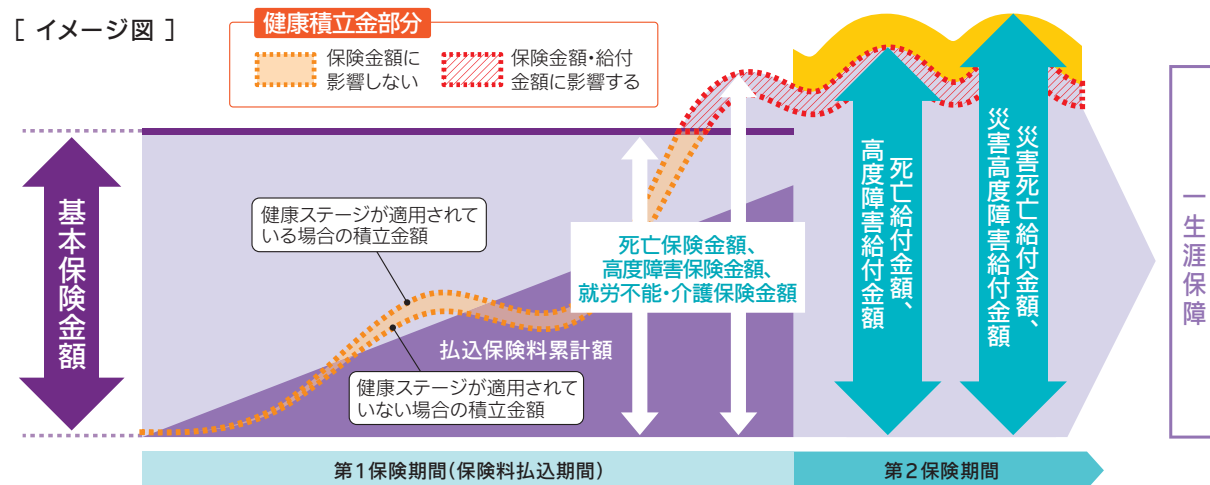 [ イメージ図 ]
健康積立金部分
保険金額に
影響しない
保険金額・給付
金額に影響する
基本保険金額
健康ステージが適用されて
いる場合の積立金額
払込保険料累計額
健康ステージが適用されて
いない場合の積立金額
死亡保険金額、
高度障害保険金額、
就労不能・介護保険金額
死亡給付金額、
高度障害給付金額
災害死亡給付金額、
災害高度障害給付金額
一生涯保障
第1保険期間(保険料払込期間)
第2保険期間